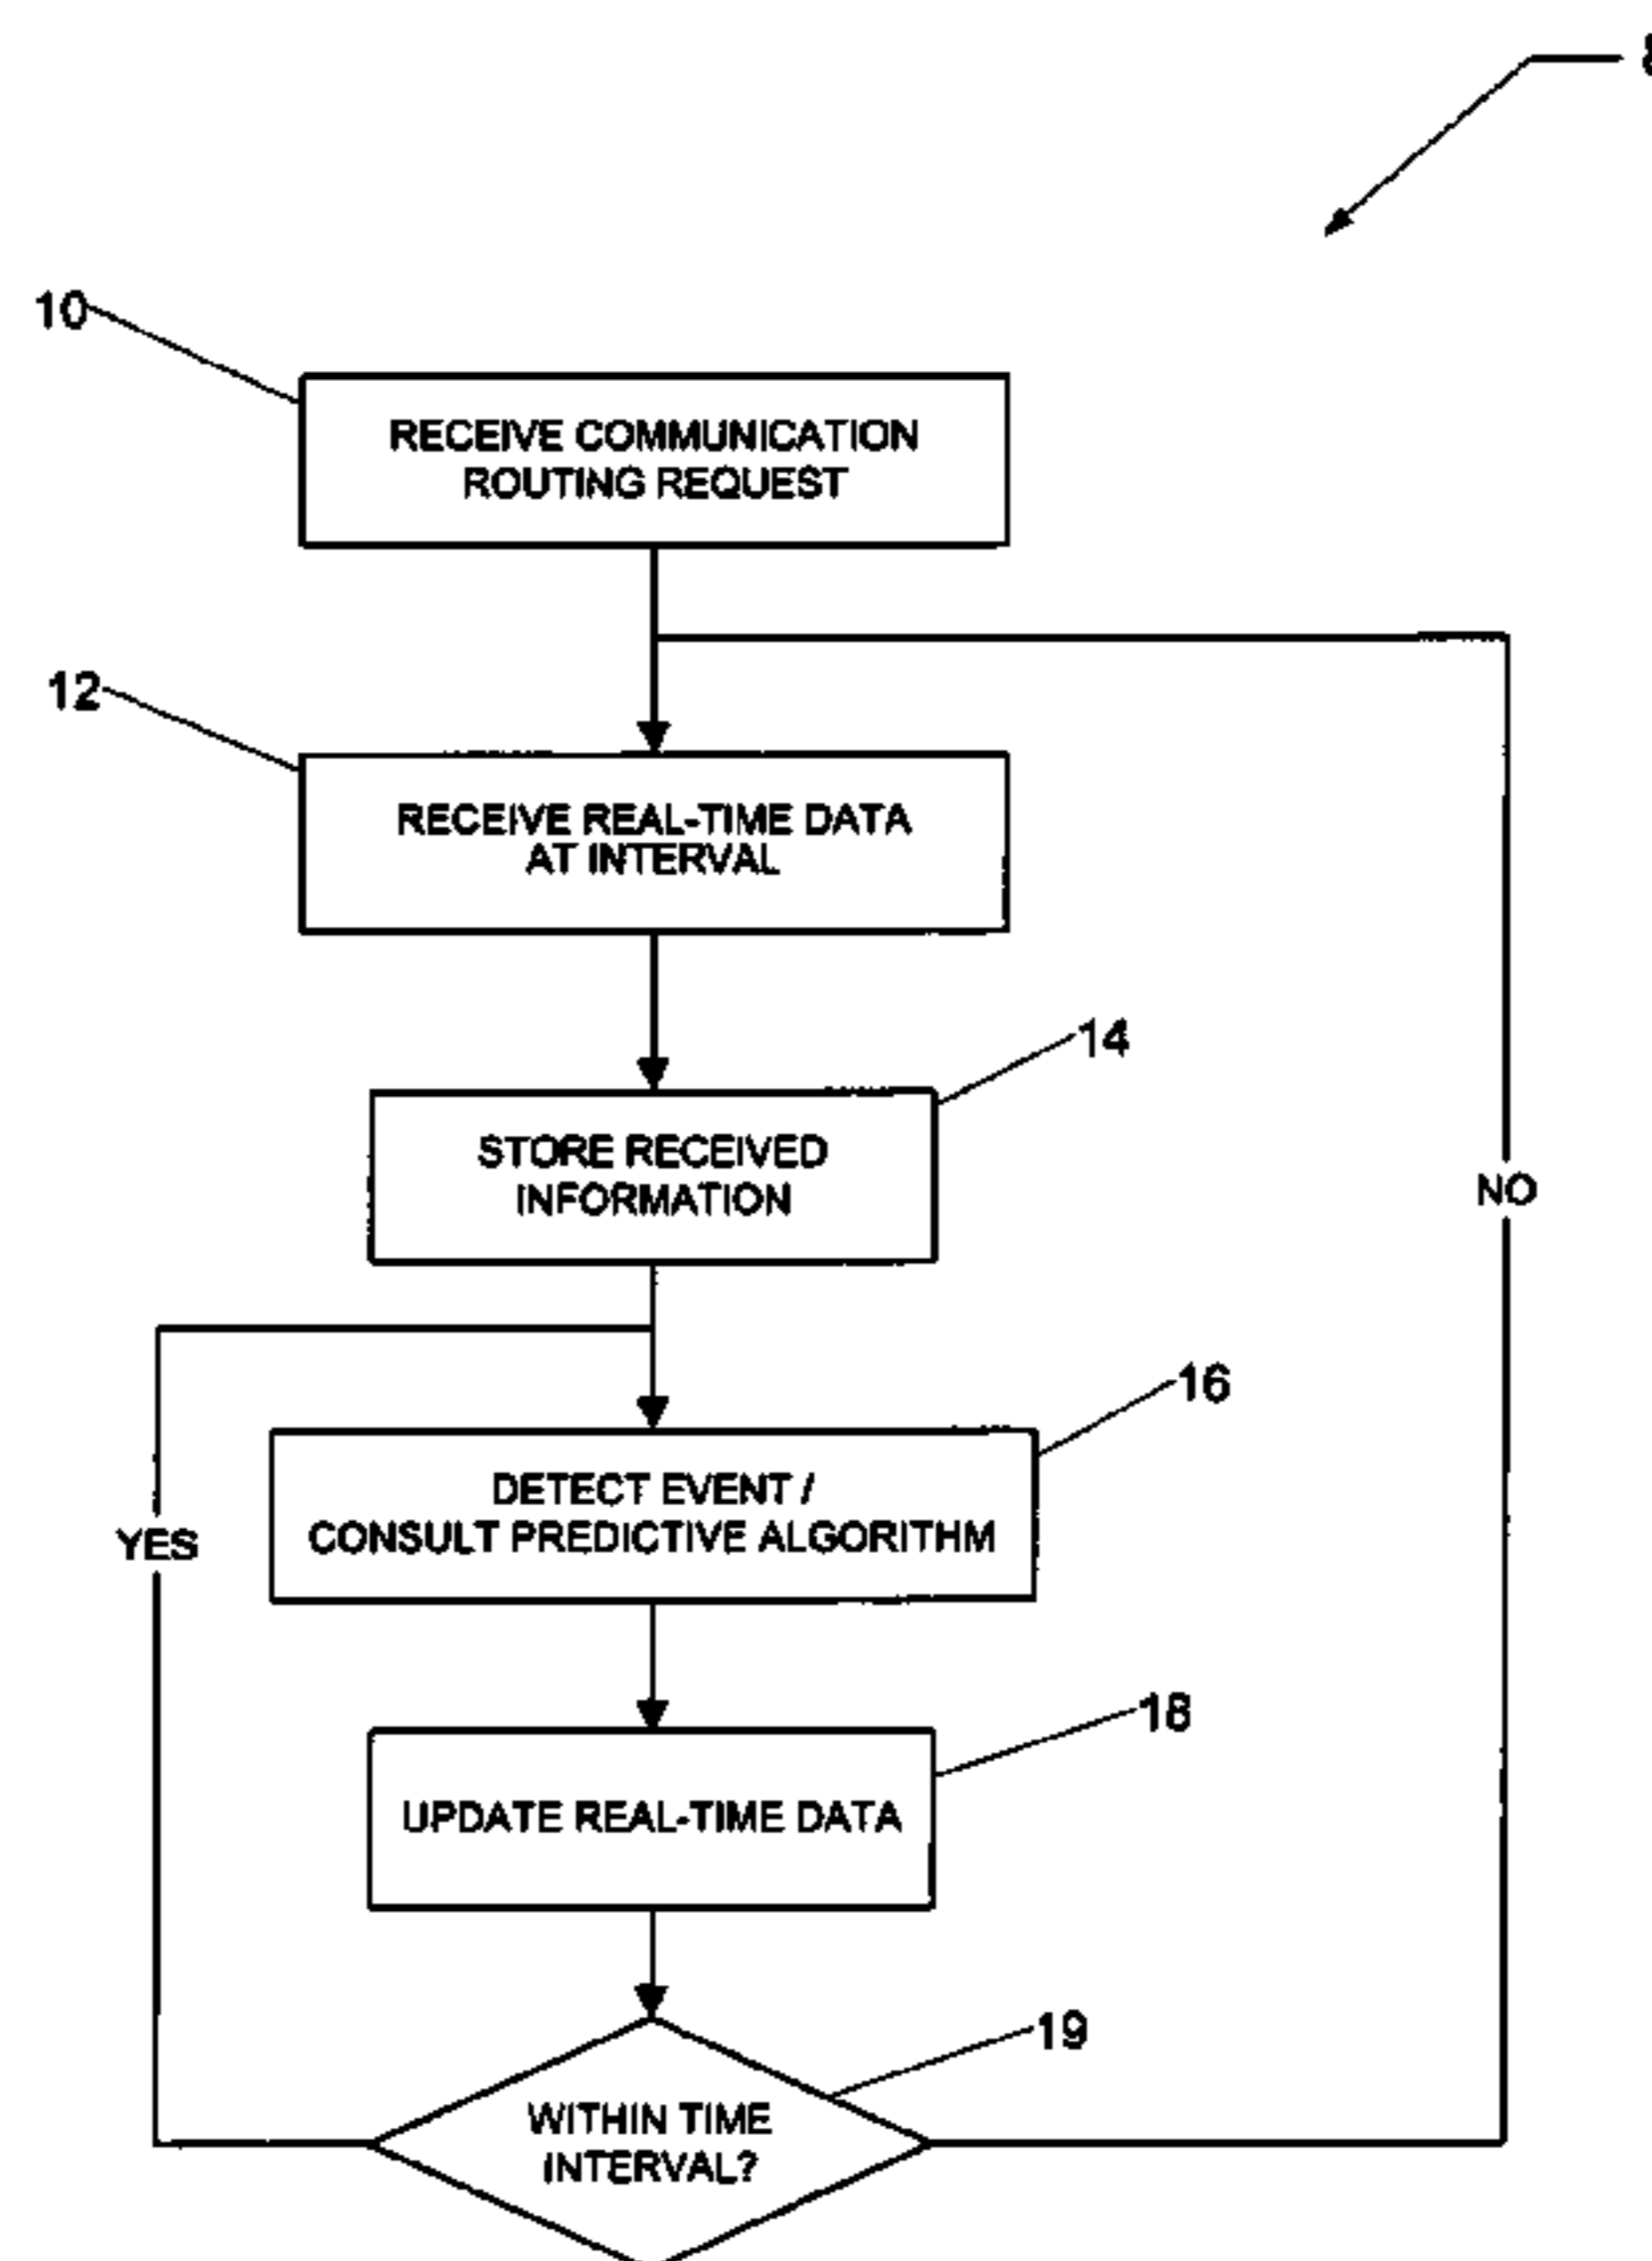 10
RECEIVE COMMUNICATION
ROUTING REQUEST
12
RECEIVE REAL-TIME DATA
AT INTERVAL
14
STORE RECEIVED
INFORMATION
NO
16
DETECT EVENT /
CONSULT PREDICTIVE ALGORITHM
YES
18
UPDATE REAL-TIME DATA
19
WITHIN TIME
INTERVAL?